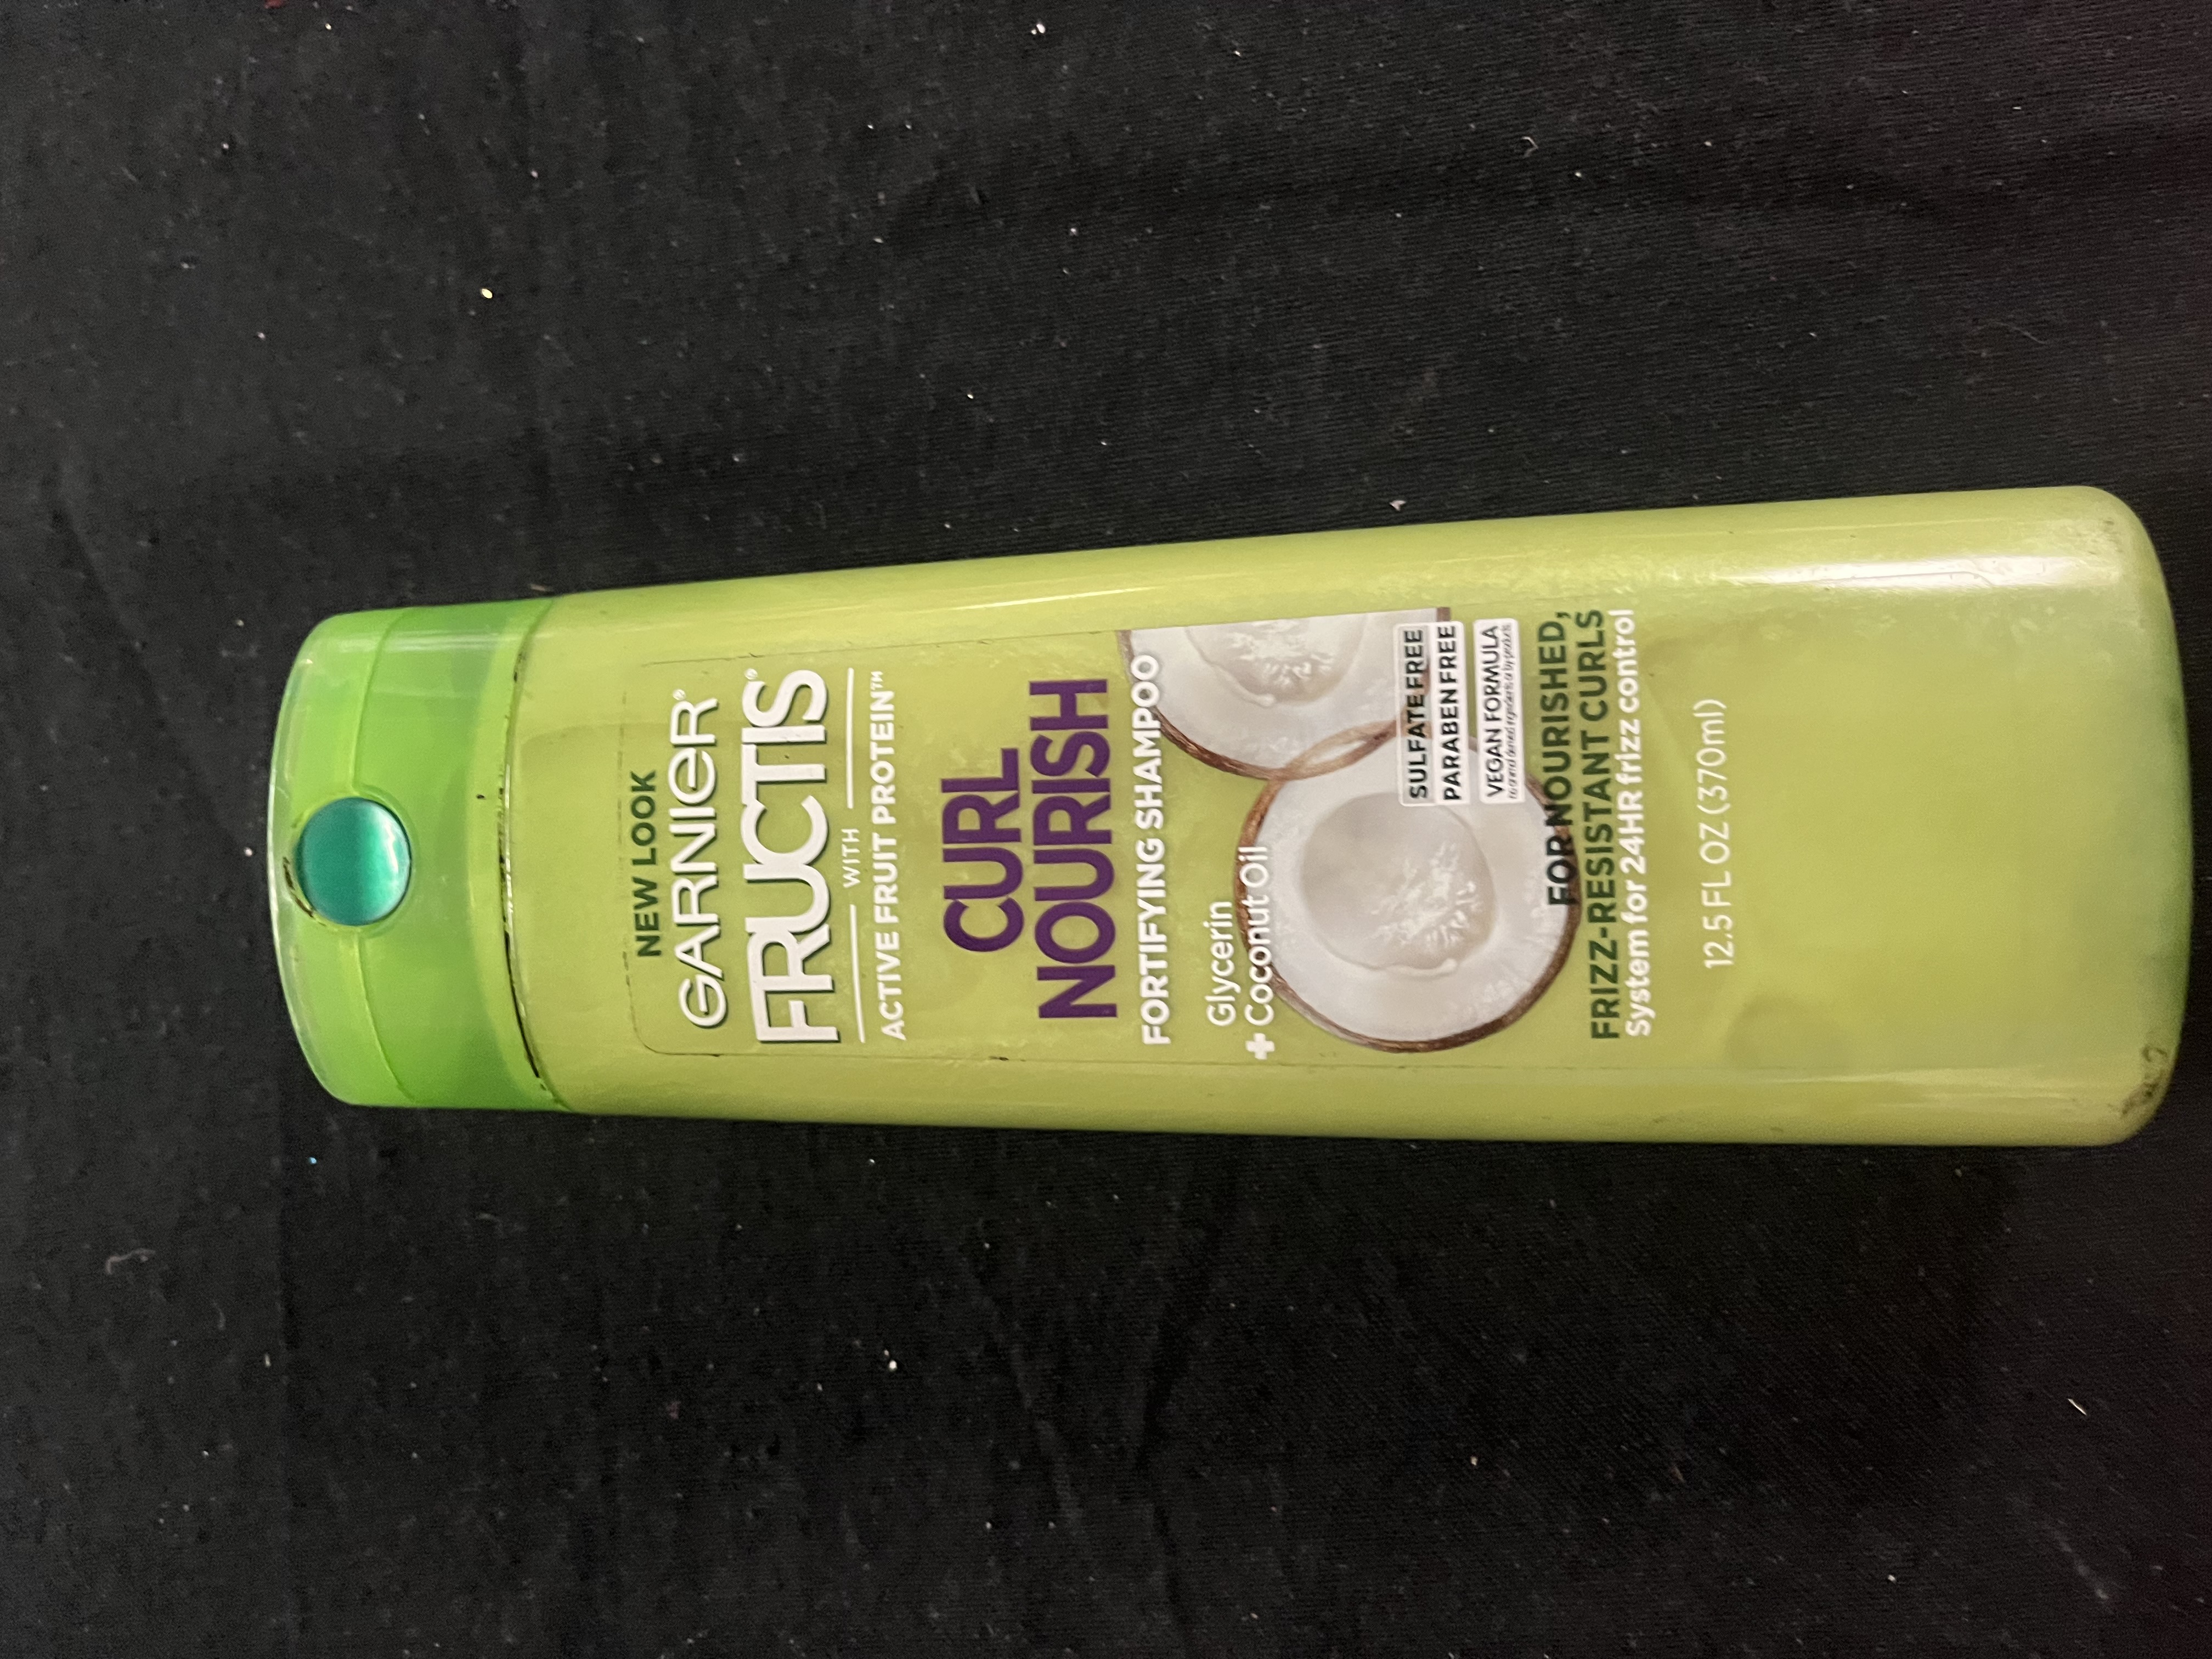 NEW LOOK
GARNIER®
FRUCTIS®
WITH
ACTIVE FRUIT PROTEIN™
CURL
NOURISH
FORTIFYING SHAMPOO
Glycerin
+ Coconut Oil
SULFATE FREE
PARABEN FREE
VEGAN FORMULA
FOR NOURISHED,
FRIZZ-RESISTANT CURLS
System for 24HR frizz control
12.5 FL OZ (370ml)